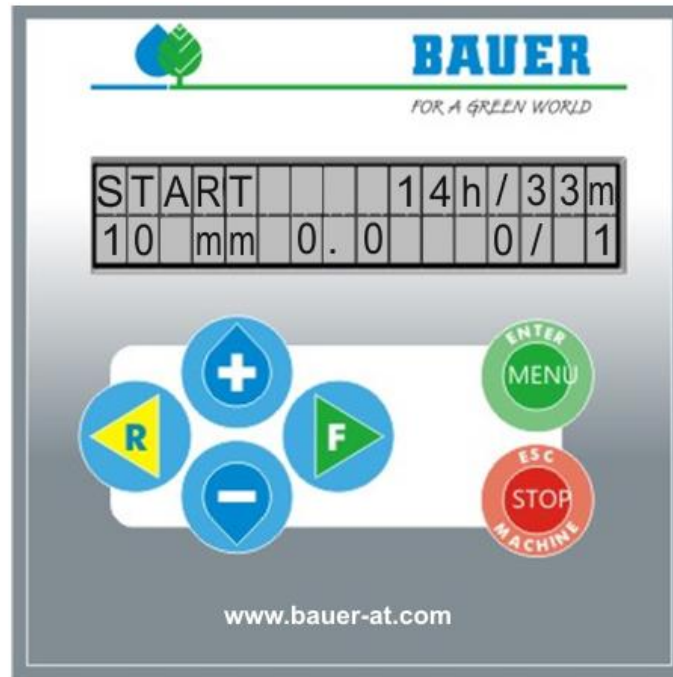 BAUER
FOR A GREEN WORLD
START 14h/33m
10 mm 0.0 0/ 1
R
F
ENTER
MENU
ESC
STOP
MACHINE
www.bauer-at.com